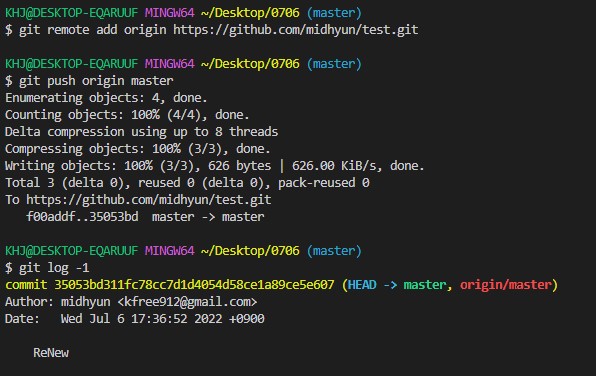 KHJ@DESKTOP-EQARUUF MINGW64 ~/Desktop/0706 (master)
$ git remote add origin https://github.com/midhyun/test.git
KHJ@DESKTOP-EQARUUF MINGW64 ~/Desktop/0706 (master)
$ git push origin master
Enumerating objects: 4, done.
Counting objects: 100% (4/4), done.
Delta compression using up to 8 threads
Compressing objects: 100% (3/3), done.
Writing objects: 100% (3/3), 626 bytes | 626.00 KiB/s, done.
Total 3 (delta 0), reused 0 (delta 0), pack-reused 0
To https://github.com/midhyun/test.git
   f00addf..35053bd  master -> master
KHJ@DESKTOP-EQARUUF MINGW64 ~/Desktop/0706 (master)
$ git log -1
commit 35053bd311fc78cc7d1d4054d58ce1a89ce5e607 (HEAD -> master, origin/master)
Author: midhyun <kfree912@gmail.com>
Date:   Wed Jul 6 17:36:52 2022 +0900
    ReNew